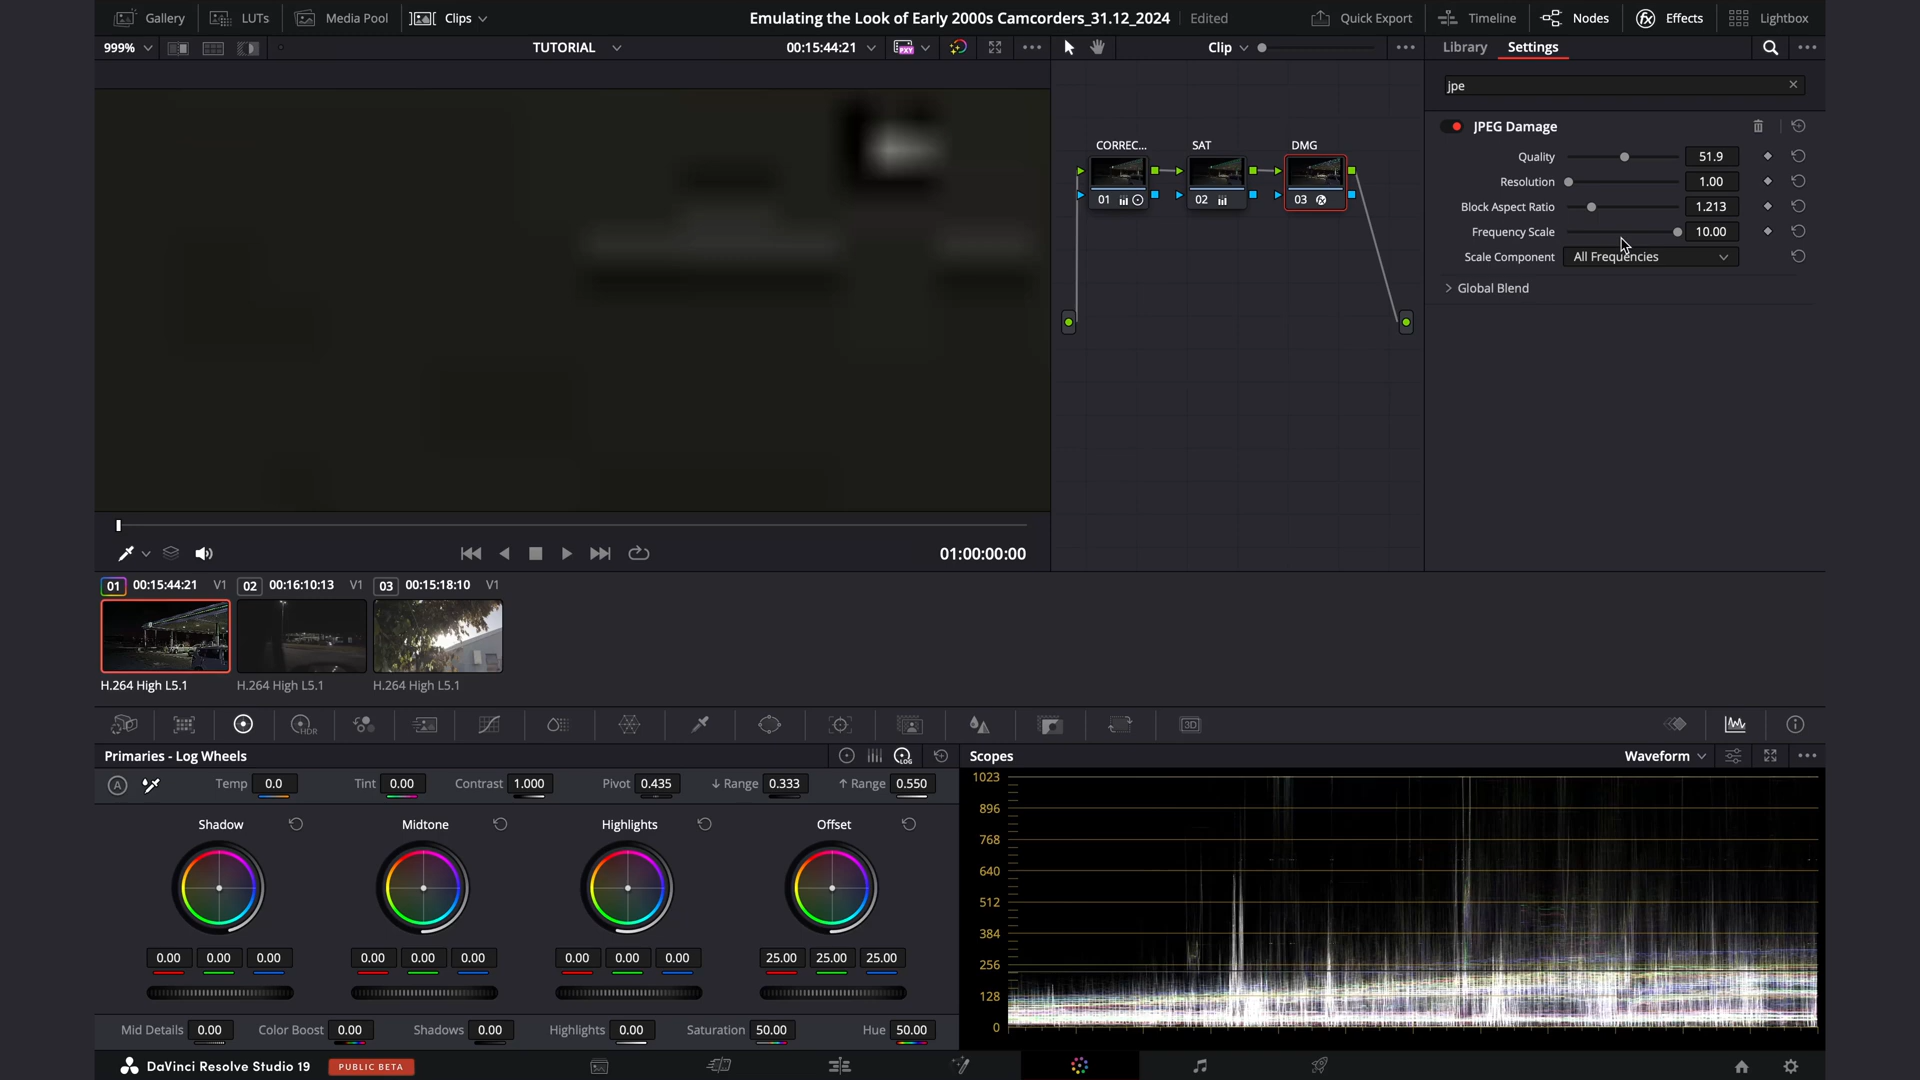 Gallery LUTs Media Pool Clips Emulating the Look of Early 2000s Camcorders_31.12_2024 Edited Quick Export Timeline Nodes Effects Lightbox
999% TUTORIAL 00:15:44:21 PXY Clip Library Settings
jpe
JPEG Damage
Quality 51.9
Resolution 1.00
Block Aspect Ratio 1.213
Frequency Scale 10.00
Scale Component All Frequencies
Global Blend
CORREC... SAT DMG
01 02 03
01:00:00:00
01 00:15:44:21 V1 02 00:16:10:13 V1 03 00:15:18:10 V1
H.264 High L5.1 H.264 High L5.1 H.264 High L5.1
HDR 3D
Primaries - Log Wheels LOG
A Temp 0.0 Tint 0.00 Contrast 1.000 Pivot 0.435 ↓ Range 0.333 ↑ Range 0.550
Shadow Midtone Highlights Offset
0.00 0.00 0.00 0.00 0.00 0.00 0.00 0.00 0.00 25.00 25.00 25.00
Mid Details 0.00 Color Boost 0.00 Shadows 0.00 Highlights 0.00 Saturation 50.00 Hue 50.00
Scopes Waveform
1023
896
768
640
512
384
256
128
0
DaVinci Resolve Studio 19 PUBLIC BETA